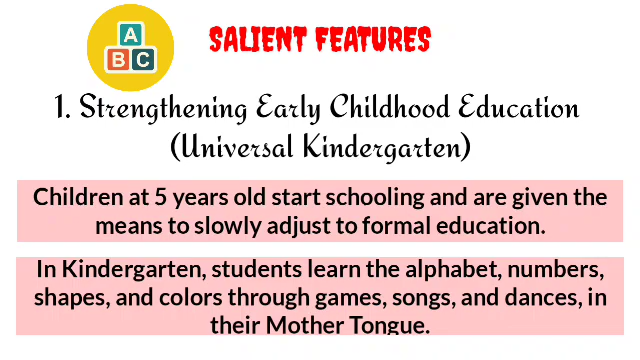 A
B C
SALIENT FEATURES
1. Strengthening Early Childhood Education
(Universal Kindergarten)
Children at 5 years old start schooling and are given the
means to slowly adjust to formal education.
In Kindergarten, students learn the alphabet, numbers,
shapes, and colors through games, songs, and dances, in
their Mother Tongue.